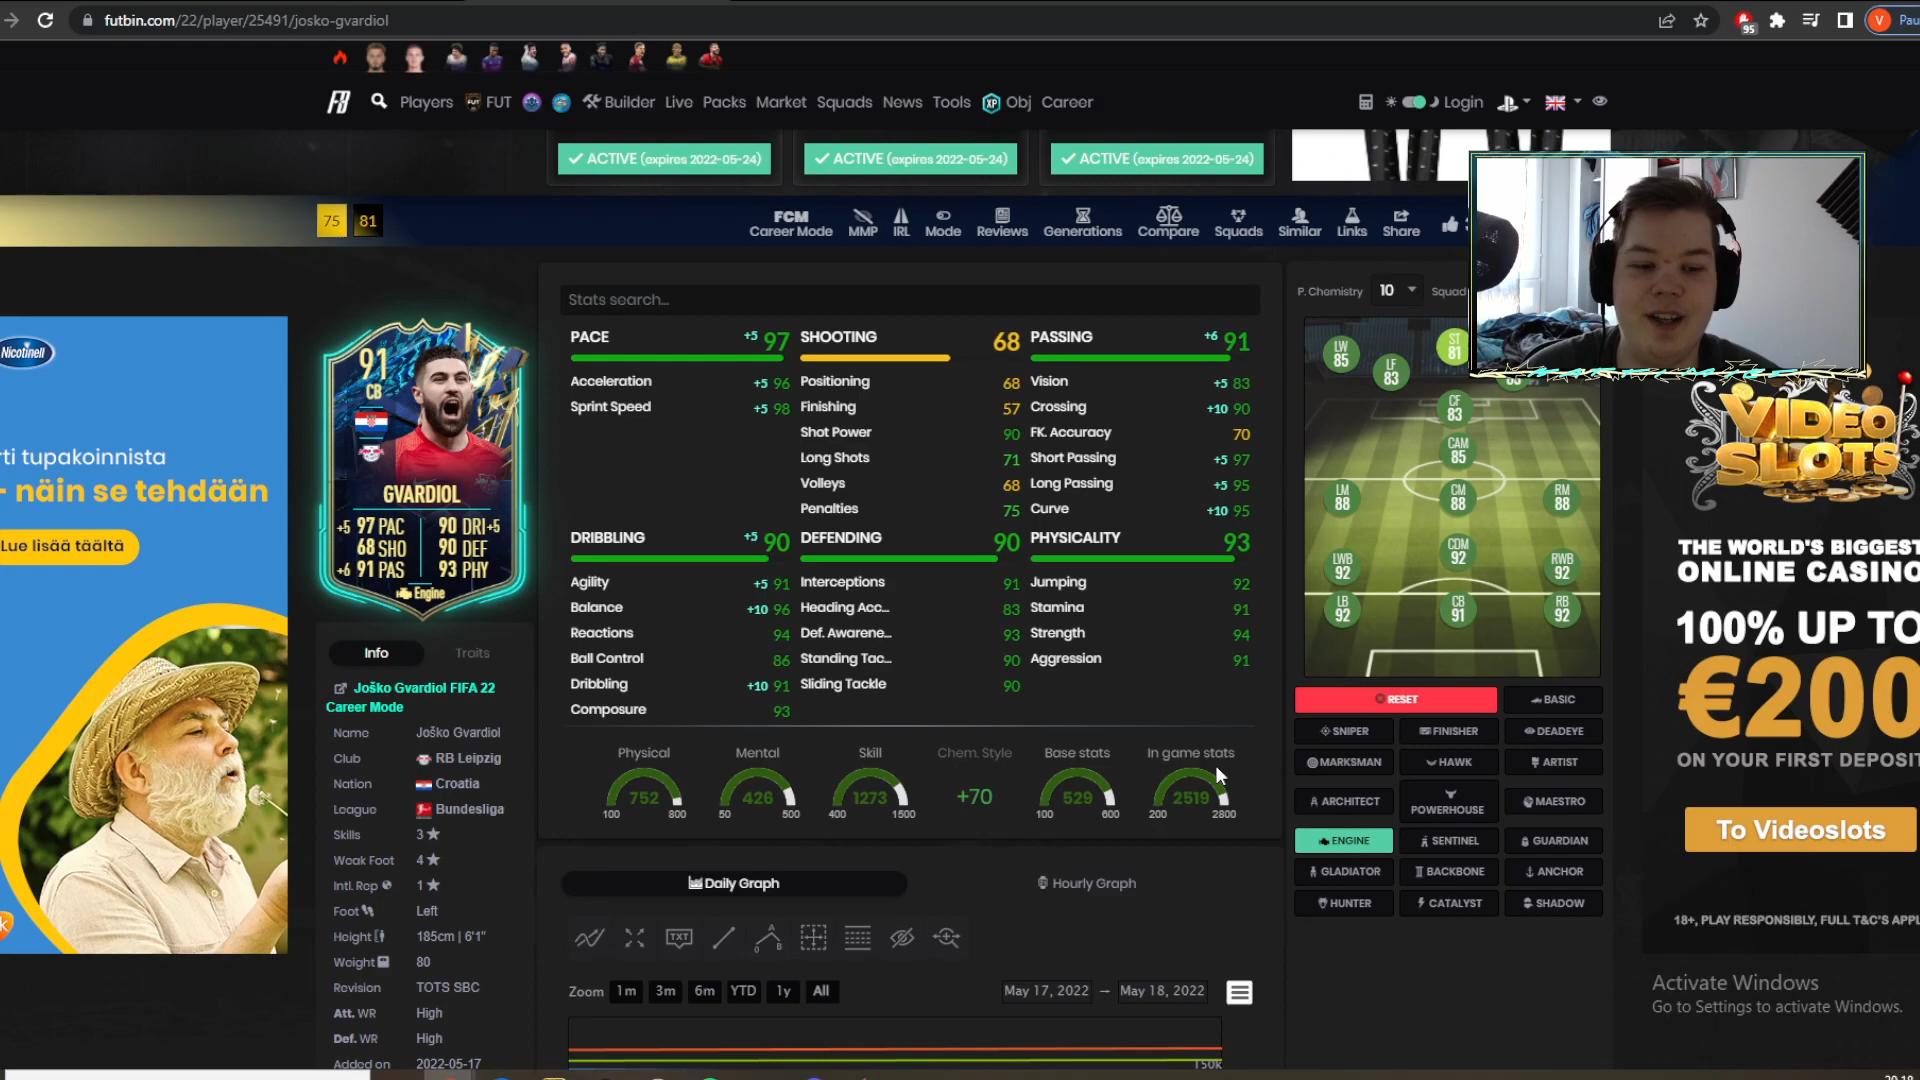 futbin.com/22/player/25491/josko-gvardiol
95
V
Pau
Players FUT Builder Live Packs Market Squads News Tools XP Obj Career
Login
ACTIVE (expires 2022-05-24) ACTIVE (expires 2022-05-24) ACTIVE (expires 2022-05-24)
75 81
FCM
Career Mode MMP IRL Mode Reviews Generations Compare Squads Similar Links Share
Stats search...
P. Chemistry 10
PACE +5 97
Acceleration +5 96
Sprint Speed +5 98
SHOOTING 68
Positioning 68
Finishing 57
Shot Power 90
Long Shots 71
Volleys 68
Penalties 75
PASSING +6 91
Vision +5 83
Crossing +10 90
FK. Accuracy 70
Short Passing +5 97
Long Passing +5 95
Curve +10 95
DRIBBLING +5 90
Agility +5 91
Balance +10 96
Reactions 94
Ball Control 86
Dribbling +10 91
Composure 93
DEFENDING 90
Interceptions 91
Heading Acc... 83
Def. Awarene... 93
Standing Tac... 90
Sliding Tackle 90
PHYSICALITY 93
Jumping 92
Stamina 91
Strength 94
Aggression 91
Physical Mental Skill Chem. Style Base stats In game stats
752 426 1273 +70 529 2519
100 800 50 500 400 1500 100 600 200 2800
Daily Graph Hourly Graph
TXT
Zoom 1m 3m 6m YTD 1y All
May 17, 2022 – May 18, 2022
150k
91
CB
GVARDIOL
+5 97 PAC 90 DRI+5
68 SHO 90 DEF
+6 91 PAS 93 PHY
Engine
Info Traits
Joško Gvardiol FIFA 22
Career Mode
Name Joško Gvardiol
Club RB Leipzig
Nation Croatia
League Bundesliga
Skills 3
Weak Foot 4
Intl. Rep 1
Foot Left
Height 185cm | 6'1"
Weight 80
Revision TOTS SBC
Att. WR High
Def. WR High
Added on 2022-05-17
LW
85
LF
83
ST
81
CF
83
CAM
85
LM
88
CM
88
RM
88
LWB
92
CDM
92
RWB
92
LB
92
CB
91
RB
92
RESET BASIC
SNIPER FINISHER DEADEYE
MARKSMAN HAWK ARTIST
ARCHITECT POWERHOUSE MAESTRO
ENGINE SENTINEL GUARDIAN
GLADIATOR BACKBONE ANCHOR
HUNTER CATALYST SHADOW
Nicotinell
rti tupakoinnista
- näin se tehdään
Lue lisää täältä
VIDEO
SLOTS
THE WORLD'S BIGGEST
ONLINE CASINO
100% UP TO
€200
ON YOUR FIRST DEPOSIT
To Videoslots
18+, PLAY RESPONSIBLY, FULL T&C'S APPL
Activate Windows
Go to Settings to activate Windows.